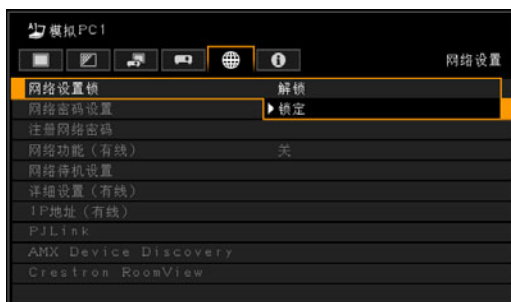 模拟PC1
网络设置
网络设置锁 解锁
网络密码设置 锁定
注册网络密码
网络功能（有线） 关
网络待机设置
详细设置（有线）
IP地址（有线）
PJLink
AMX Device Discovery
Crestron RoomView